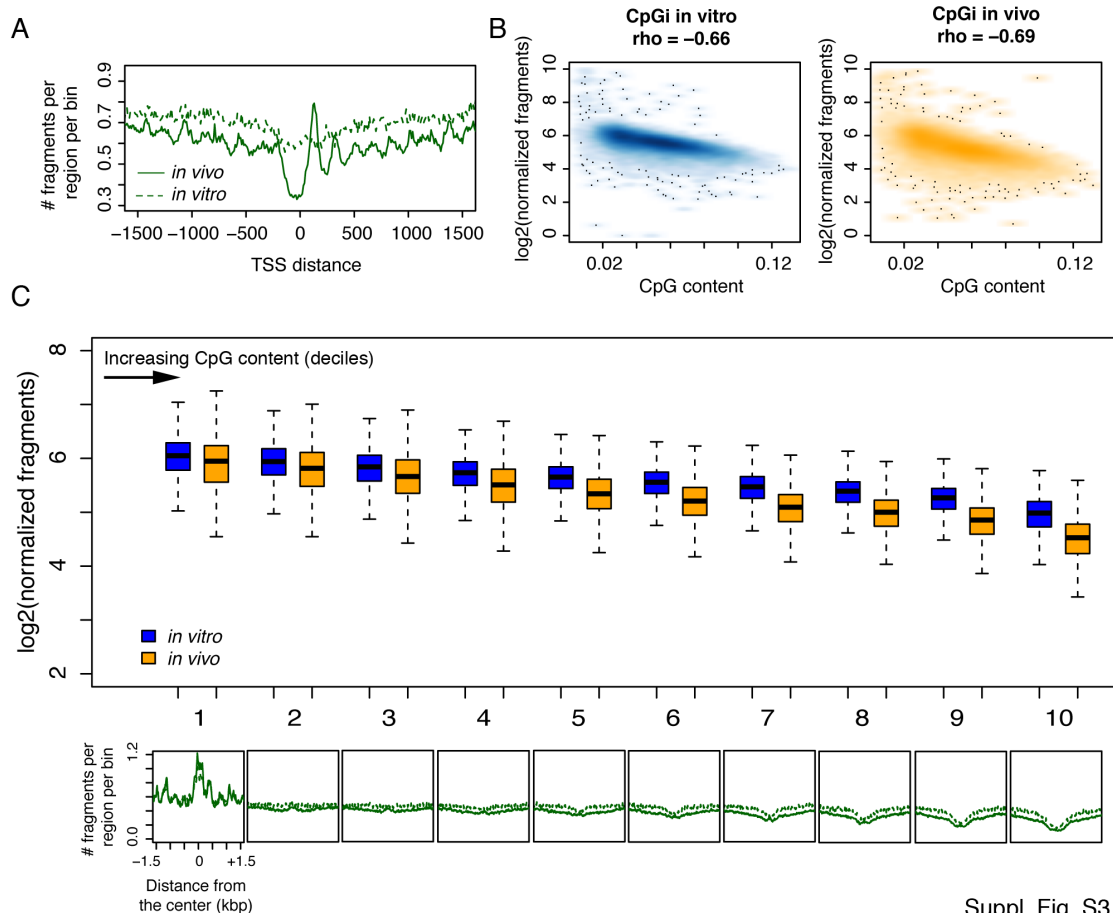 A
# fragments per
region per bin
0.9
0.7
0.5
0.3
in vivo
in vitro
−1500 −1000 −500 0 500 1000 1500
TSS distance
B
CpGi in vitro
rho = −0.66
log2(normalized fragments)
10
8
6
4
2
0
0.02 0.12
CpG content
CpGi in vivo
rho = −0.69
log2(normalized fragments)
10
8
6
4
2
0
0.02 0.12
CpG content
C
log2(normalized fragments)
8
6
4
2
Increasing CpG content (deciles)
in vitro
in vivo
1 2 3 4 5 6 7 8 9 10
# fragments per
region per bin
1.2
0.0
−1.5 0 +1.5
Distance from
the center (kbp)
Suppl. Fig. S3